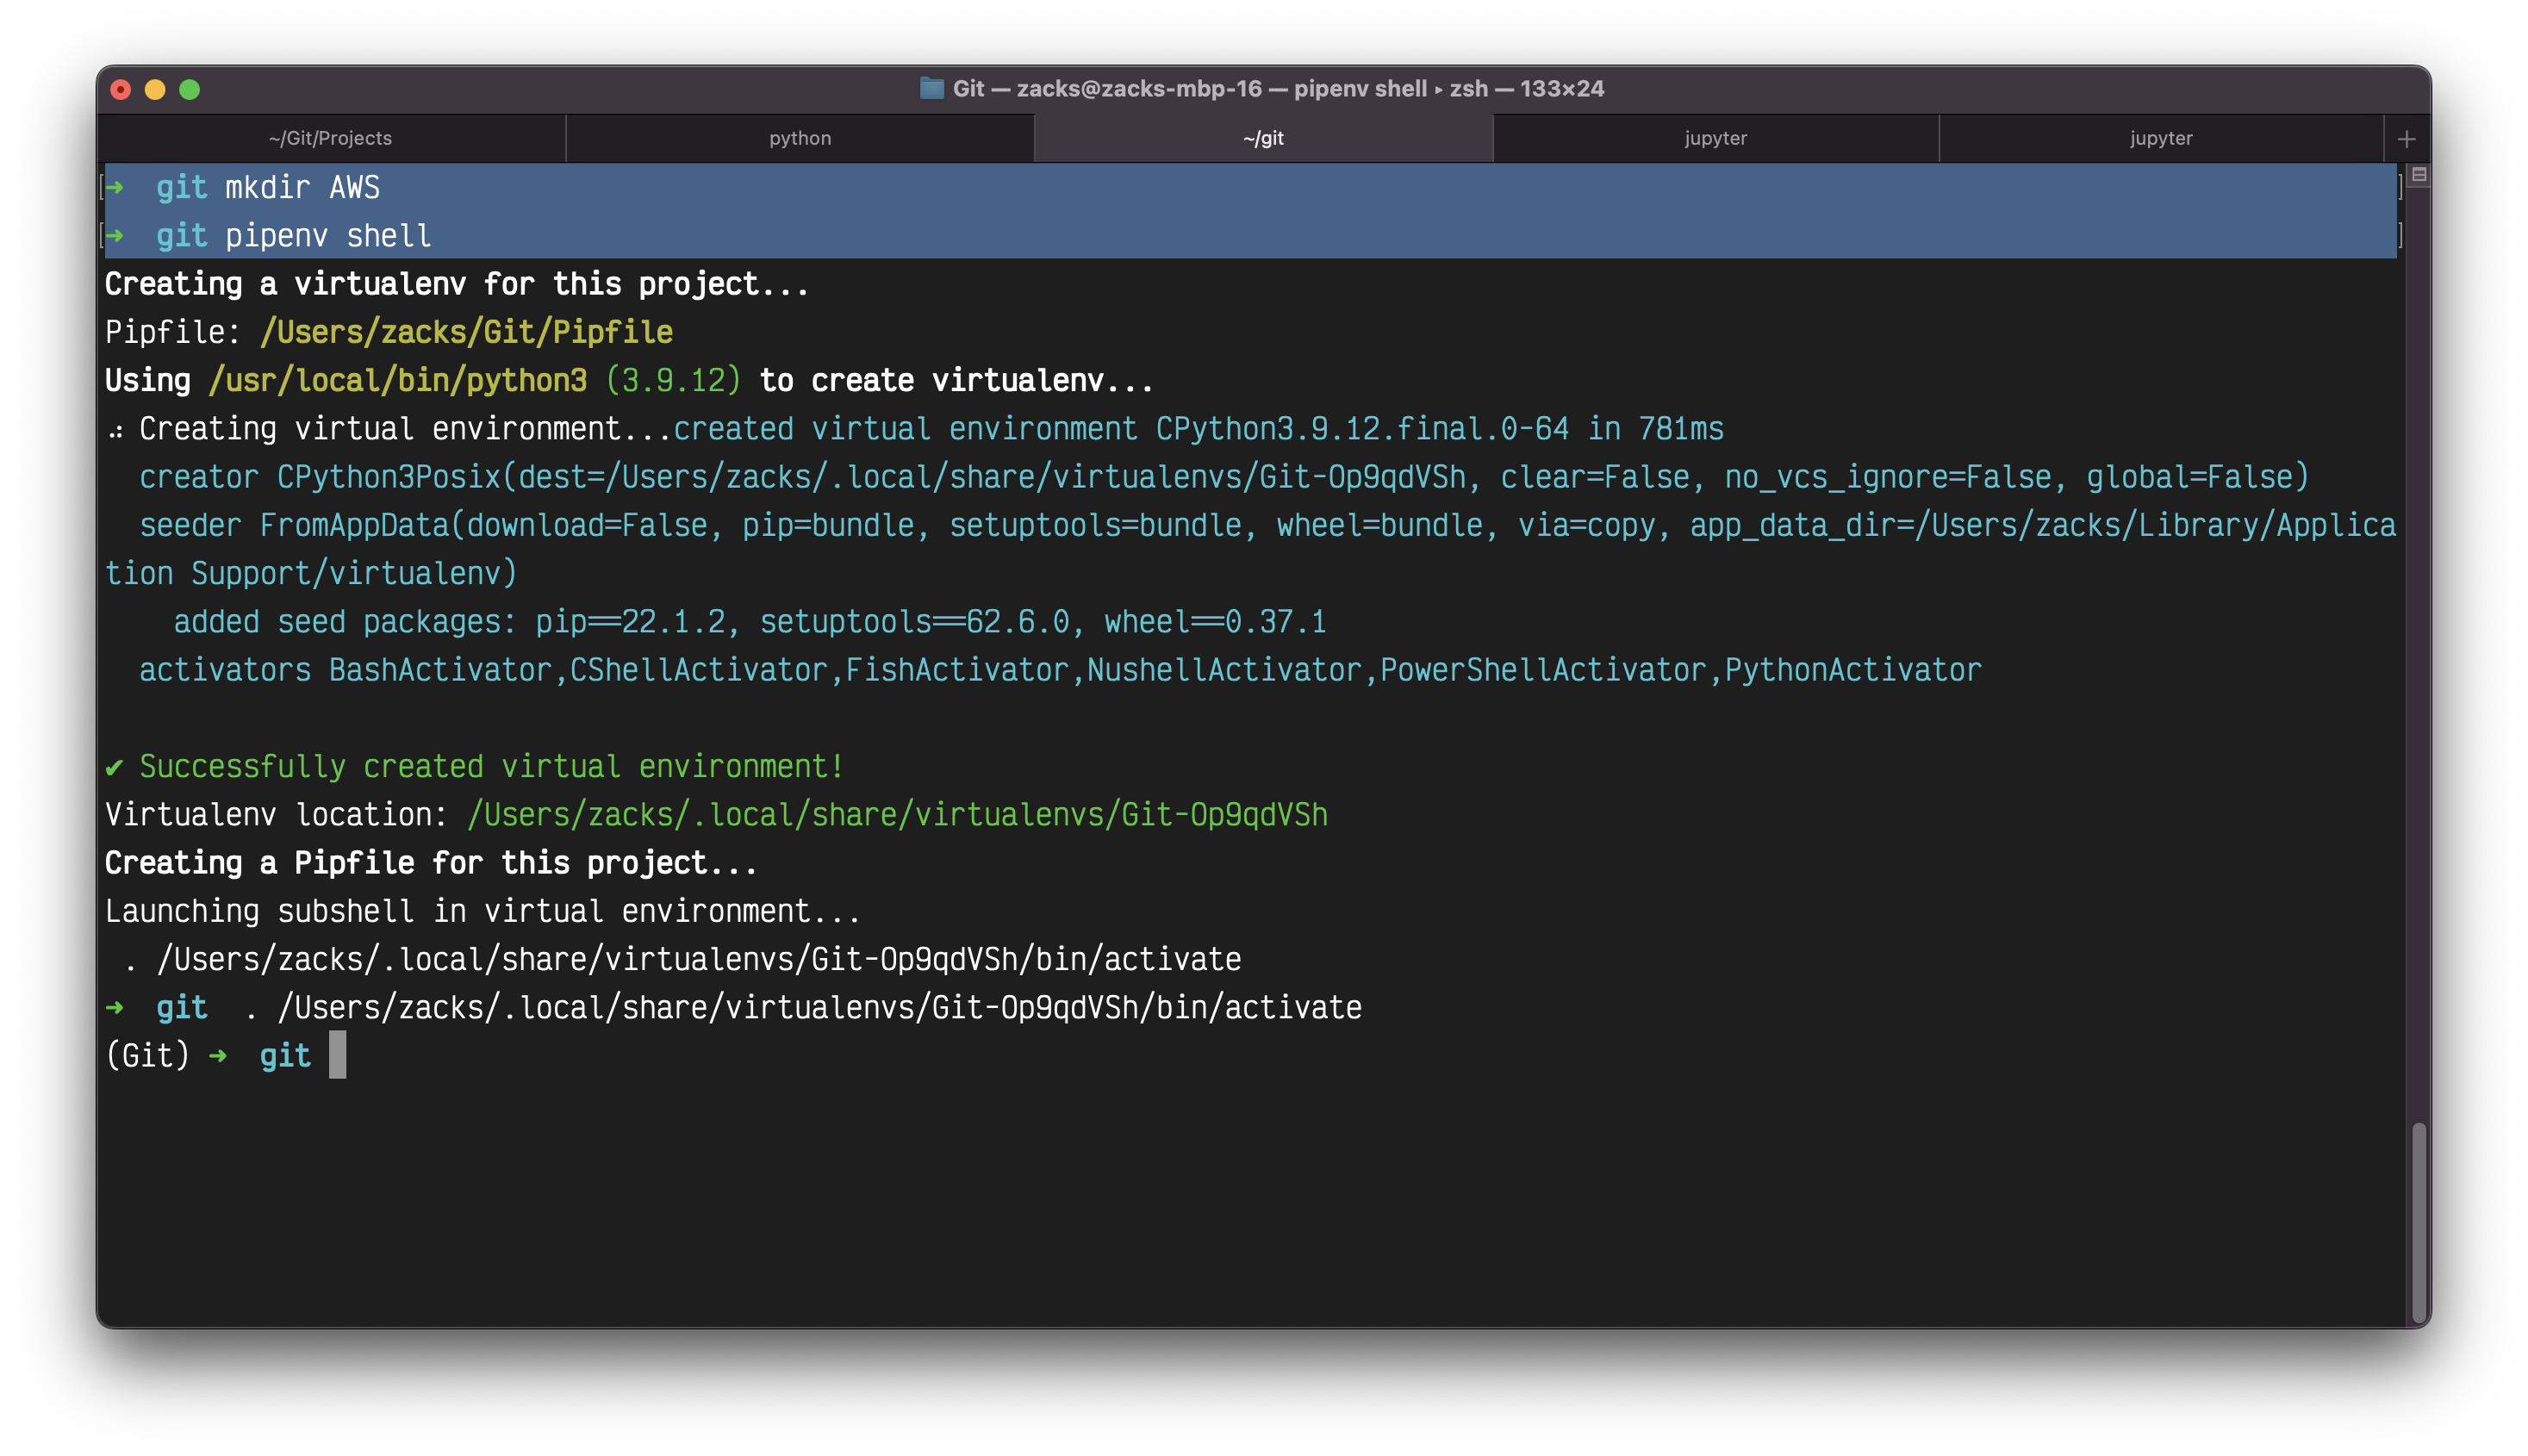 Git — zacks@zacks-mbp-16 — pipenv shell ▸ zsh — 133×24
~/Git/Projects python ~/git jupyter jupyter +
[➜  git mkdir AWS ]
[➜  git pipenv shell ]
Creating a virtualenv for this project...
Pipfile: /Users/zacks/Git/Pipfile
Using /usr/local/bin/python3 (3.9.12) to create virtualenv...
⠴ Creating virtual environment...created virtual environment CPython3.9.12.final.0-64 in 781ms
  creator CPython3Posix(dest=/Users/zacks/.local/share/virtualenvs/Git-Op9qdVSh, clear=False, no_vcs_ignore=False, global=False)
  seeder FromAppData(download=False, pip=bundle, setuptools=bundle, wheel=bundle, via=copy, app_data_dir=/Users/zacks/Library/Applica
tion Support/virtualenv)
    added seed packages: pip==22.1.2, setuptools==62.6.0, wheel==0.37.1
  activators BashActivator,CShellActivator,FishActivator,NushellActivator,PowerShellActivator,PythonActivator
✔ Successfully created virtual environment!
Virtualenv location: /Users/zacks/.local/share/virtualenvs/Git-Op9qdVSh
Creating a Pipfile for this project...
Launching subshell in virtual environment...
 . /Users/zacks/.local/share/virtualenvs/Git-Op9qdVSh/bin/activate
➜  git  . /Users/zacks/.local/share/virtualenvs/Git-Op9qdVSh/bin/activate
(Git) ➜  git